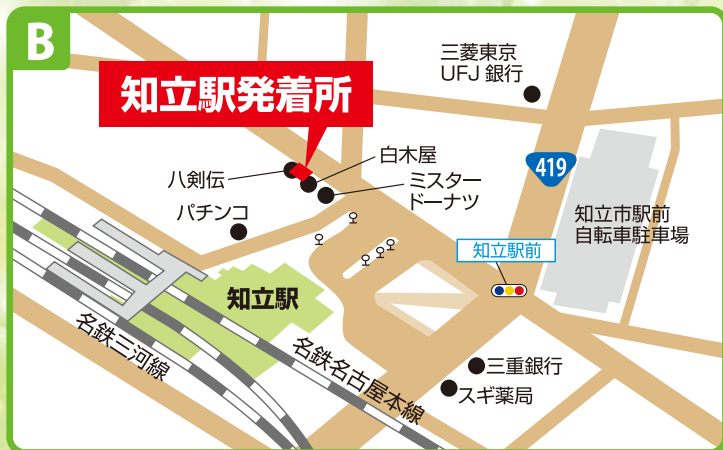 B
三菱東京
UFJ 銀行
知立駅発着所
419
白木屋
八剣伝
ミスター
ドーナツ
パチンコ
知立市駅前
自転車駐車場
知立駅前
知立駅
名鉄三河線
名鉄名古屋本線
三重銀行
スギ薬局